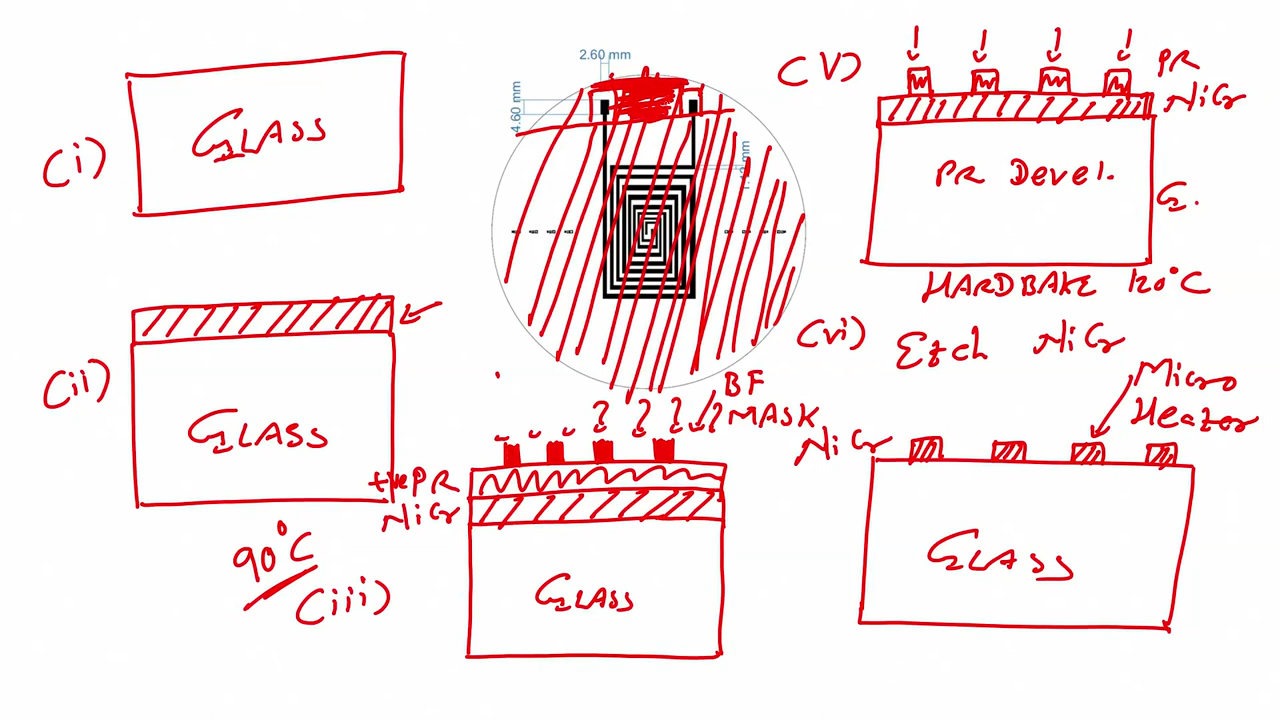 (i)
GLASS
(ii)
GLASS
90°C
(iii)
2.60 mm
4.60 mm
BF
MASK
+ve PR
NiCr
GLASS
(V)
PR
NiCr
PR Devel.
G.
HARDBAKE 120°C
(vi) Etch NiCr
Micro
Heater
NiCr
GLASS